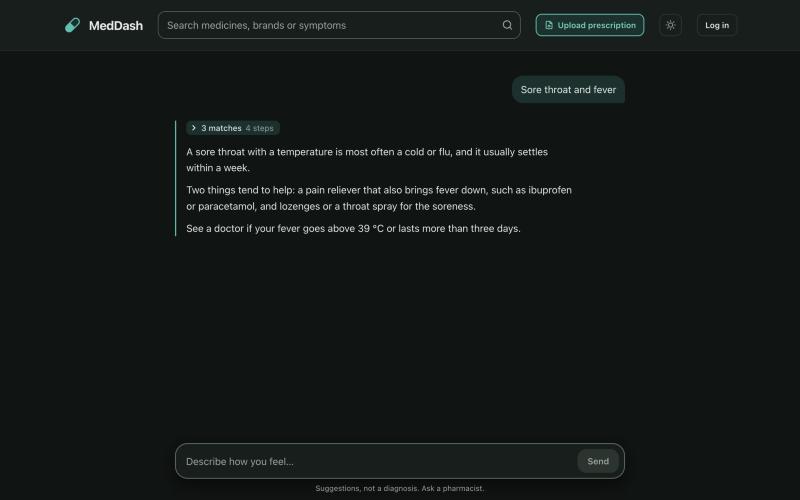 MedDash
Search medicines, brands or symptoms
Upload prescription
Log in
Sore throat and fever
3 matches 4 steps
A sore throat with a temperature is most often a cold or flu, and it usually settles
within a week.
Two things tend to help: a pain reliever that also brings fever down, such as ibuprofen
or paracetamol, and lozenges or a throat spray for the soreness.
See a doctor if your fever goes above 39 °C or lasts more than three days.
Describe how you feel...
Send
Suggestions, not a diagnosis. Ask a pharmacist.